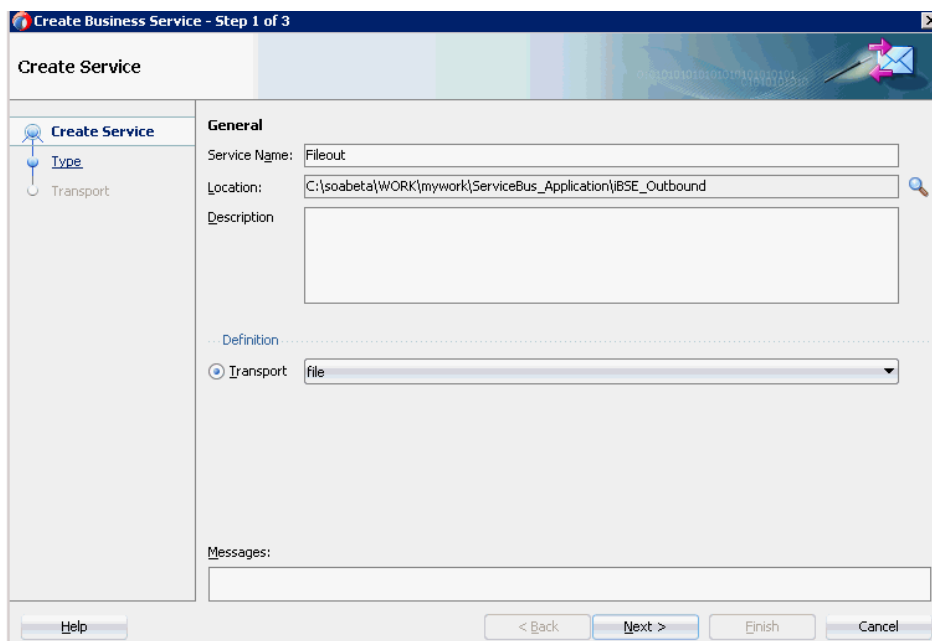 Create Business Service - Step 1 of 3
Create Service
Create Service
Type
Transport
General
Service Name: Fileout
Location: C:\soabeta\WORK\mywork\ServiceBus_Application\iBSE_Outbound
Description
Definition
Transport file
Messages:
Help < Back Next > Finish Cancel